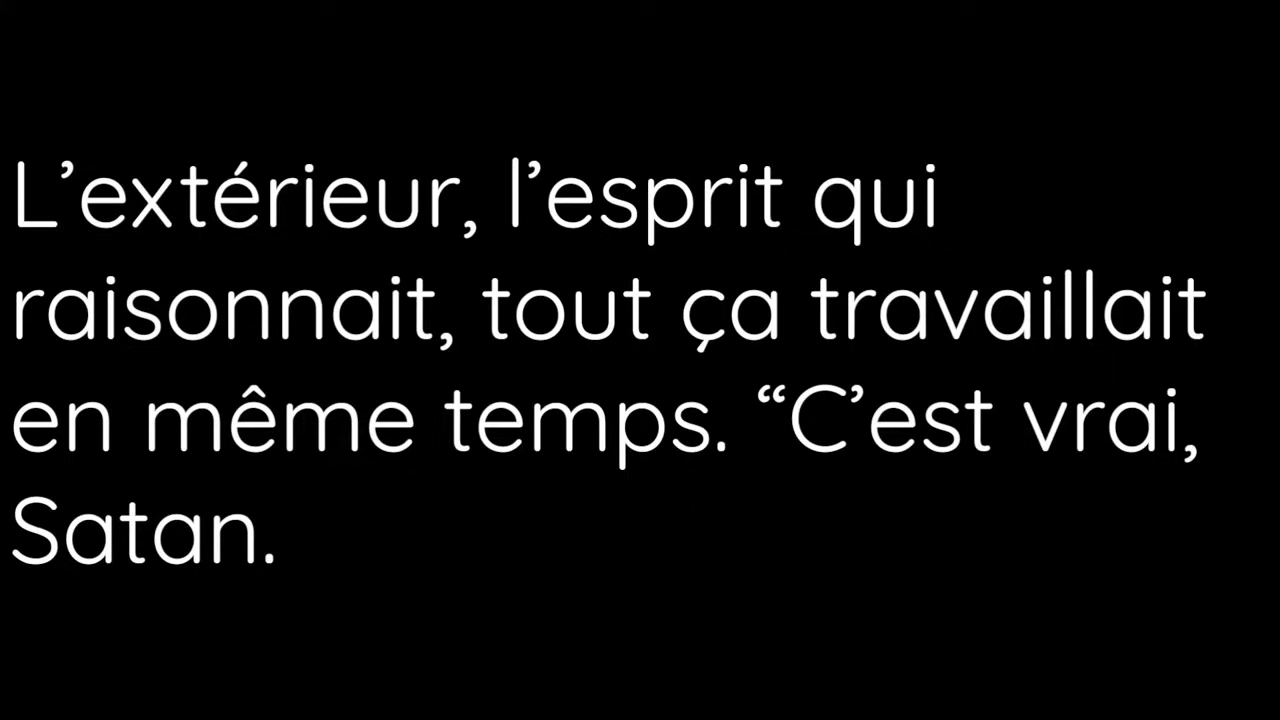 L’extérieur, l’esprit qui
raisonnait, tout ça travaillait
en même temps. “C’est vrai,
Satan.